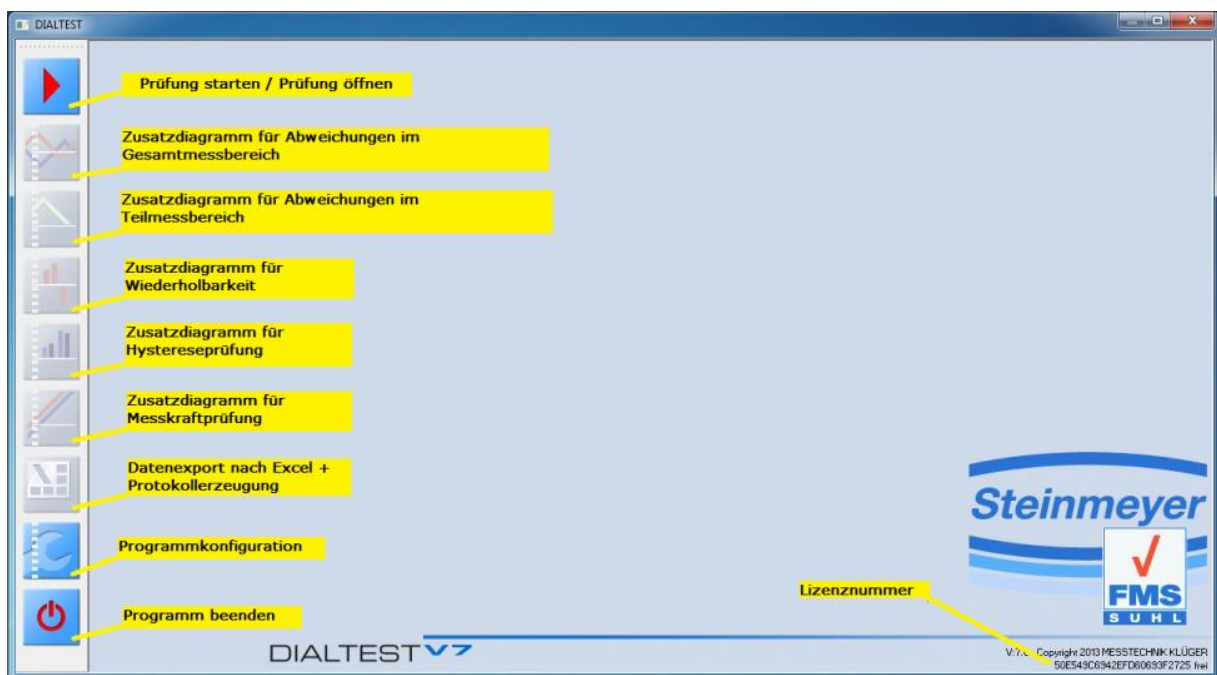 DIALTEST
Prüfung starten / Prüfung öffnen
Zusatzdiagramm für Abweichungen im
Gesamtmessbereich
Zusatzdiagramm für Abweichungen im
Teilmessbereich
Zusatzdiagramm für
Wiederholbarkeit
Zusatzdiagramm für
Hystereseprüfung
Zusatzdiagramm für
Messkraftprüfung
Datenexport nach Excel +
Protokollerzeugung
Programmkonfiguration
Programm beenden
Steinmeyer
FMS
SUHL
Lizenznummer
DIALTEST V7
Copyright 2013 MESSTECHNIK KLÜGER
50E549C6942EFD60693F2725 frei